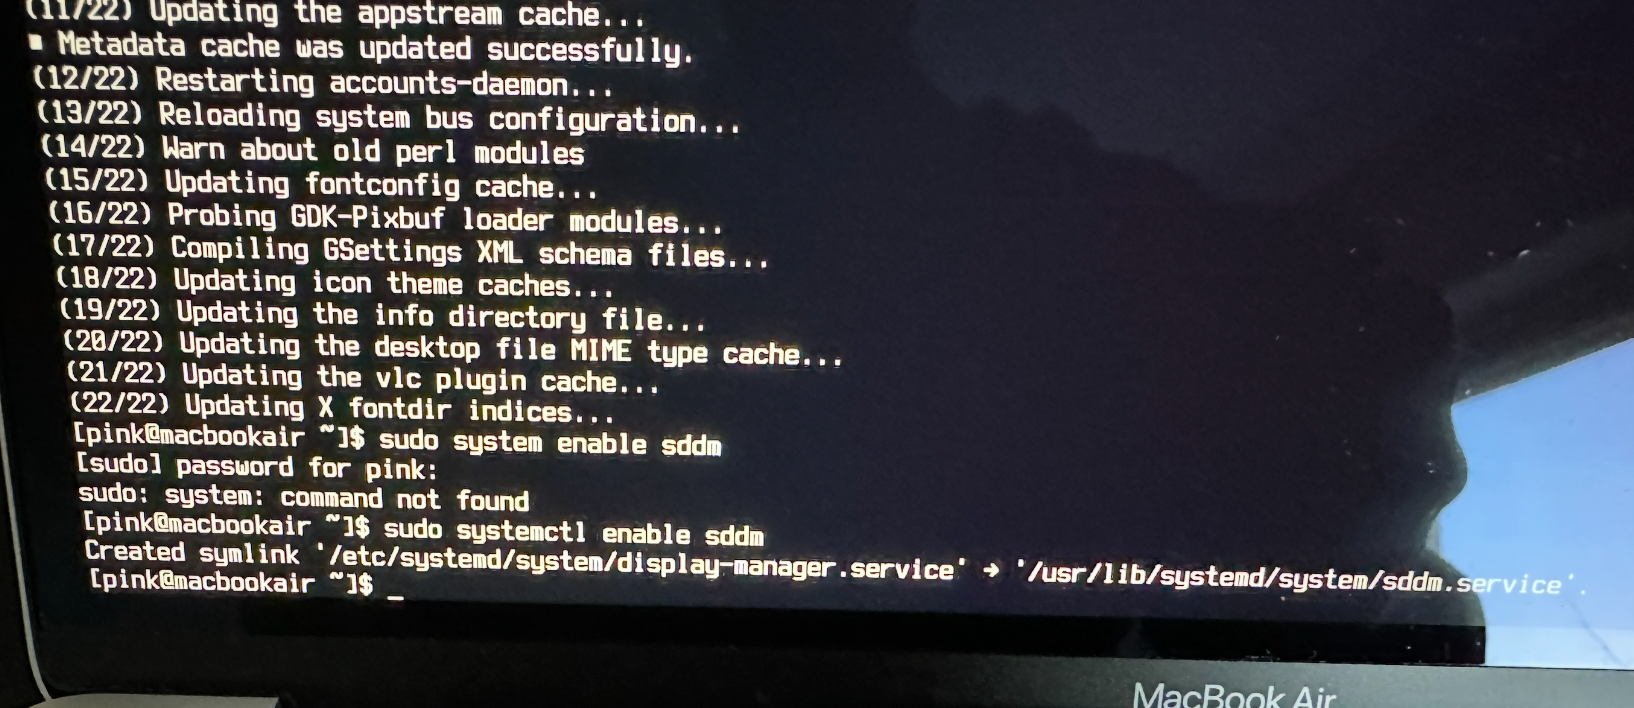 (11/22) Updating the appstream cache...
▪ Metadata cache was updated successfully.
(12/22) Restarting accounts-daemon...
(13/22) Reloading system bus configuration...
(14/22) Warn about old perl modules
(15/22) Updating fontconfig cache...
(16/22) Probing GDK-Pixbuf loader modules...
(17/22) Compiling GSettings XML schema files...
(18/22) Updating icon theme caches...
(19/22) Updating the info directory file...
(20/22) Updating the desktop file MIME type cache...
(21/22) Updating the vlc plugin cache...
(22/22) Updating X fontdir indices...
[pink@macbookair ~]$ sudo system enable sddm
[sudo] password for pink:
sudo: system: command not found
[pink@macbookair ~]$ sudo systemctl enable sddm
Created symlink '/etc/systemd/system/display-manager.service' → '/usr/lib/systemd/system/sddm.service'.
[pink@macbookair ~]$ _
MacBook Air